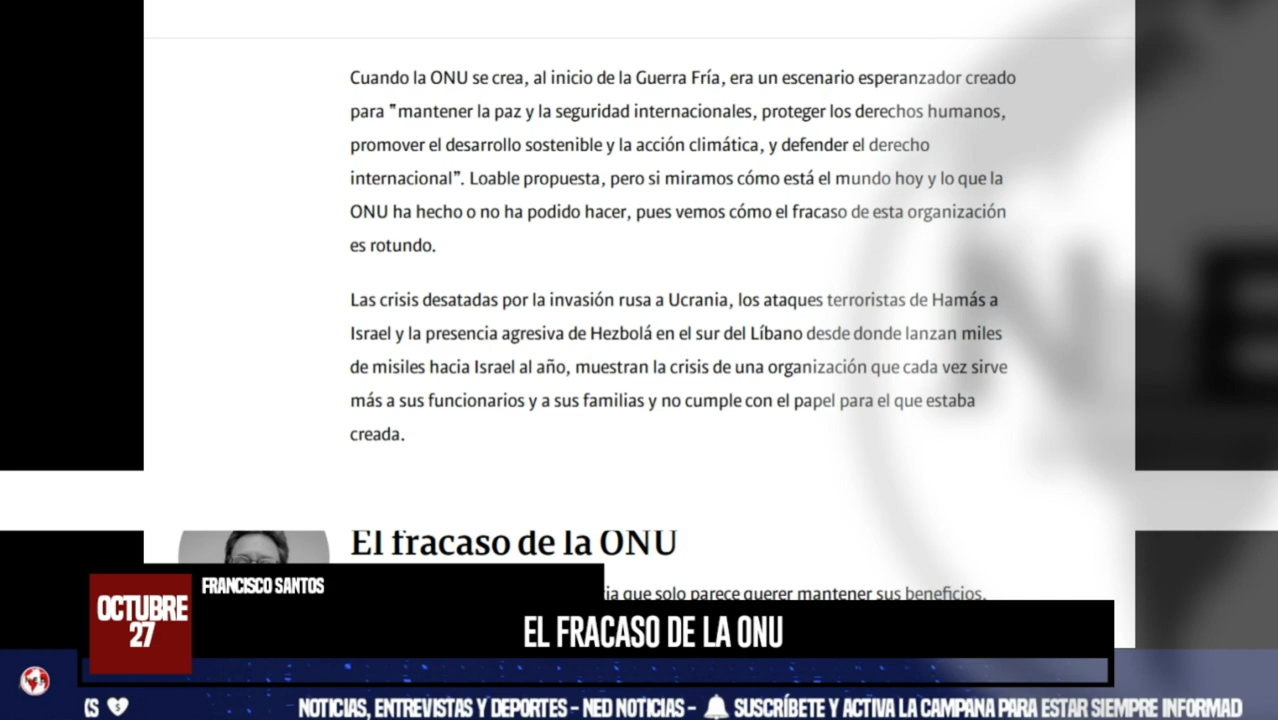 Cuando la ONU se crea, al inicio de la Guerra Fría, era un escenario esperanzador creado
para "mantener la paz y la seguridad internacionales, proteger los derechos humanos,
promover el desarrollo sostenible y la acción climática, y defender el derecho
internacional". Loable propuesta, pero si miramos cómo está el mundo hoy y lo que la
ONU ha hecho o no ha podido hacer, pues vemos cómo el fracaso de esta organización
es rotundo.
Las crisis desatadas por la invasión rusa a Ucrania, los ataques terroristas de Hamás a
Israel y la presencia agresiva de Hezbolá en el sur del Líbano desde donde lanzan miles
de misiles hacia Israel al año, muestran la crisis de una organización que cada vez sirve
más a sus funcionarios y a sus familias y no cumple con el papel para el que estaba
creada.
El fracaso de la ONU
que solo parece querer mantener sus beneficios.
FRANCISCO SANTOS
OCTUBRE
27
EL FRACASO DE LA ONU
NOTICIAS, ENTREVISTAS Y DEPORTES - NED NOTICIAS - SUSCRÍBETE Y ACTIVA LA CAMPANA PARA ESTAR SIEMPRE INFORMAD